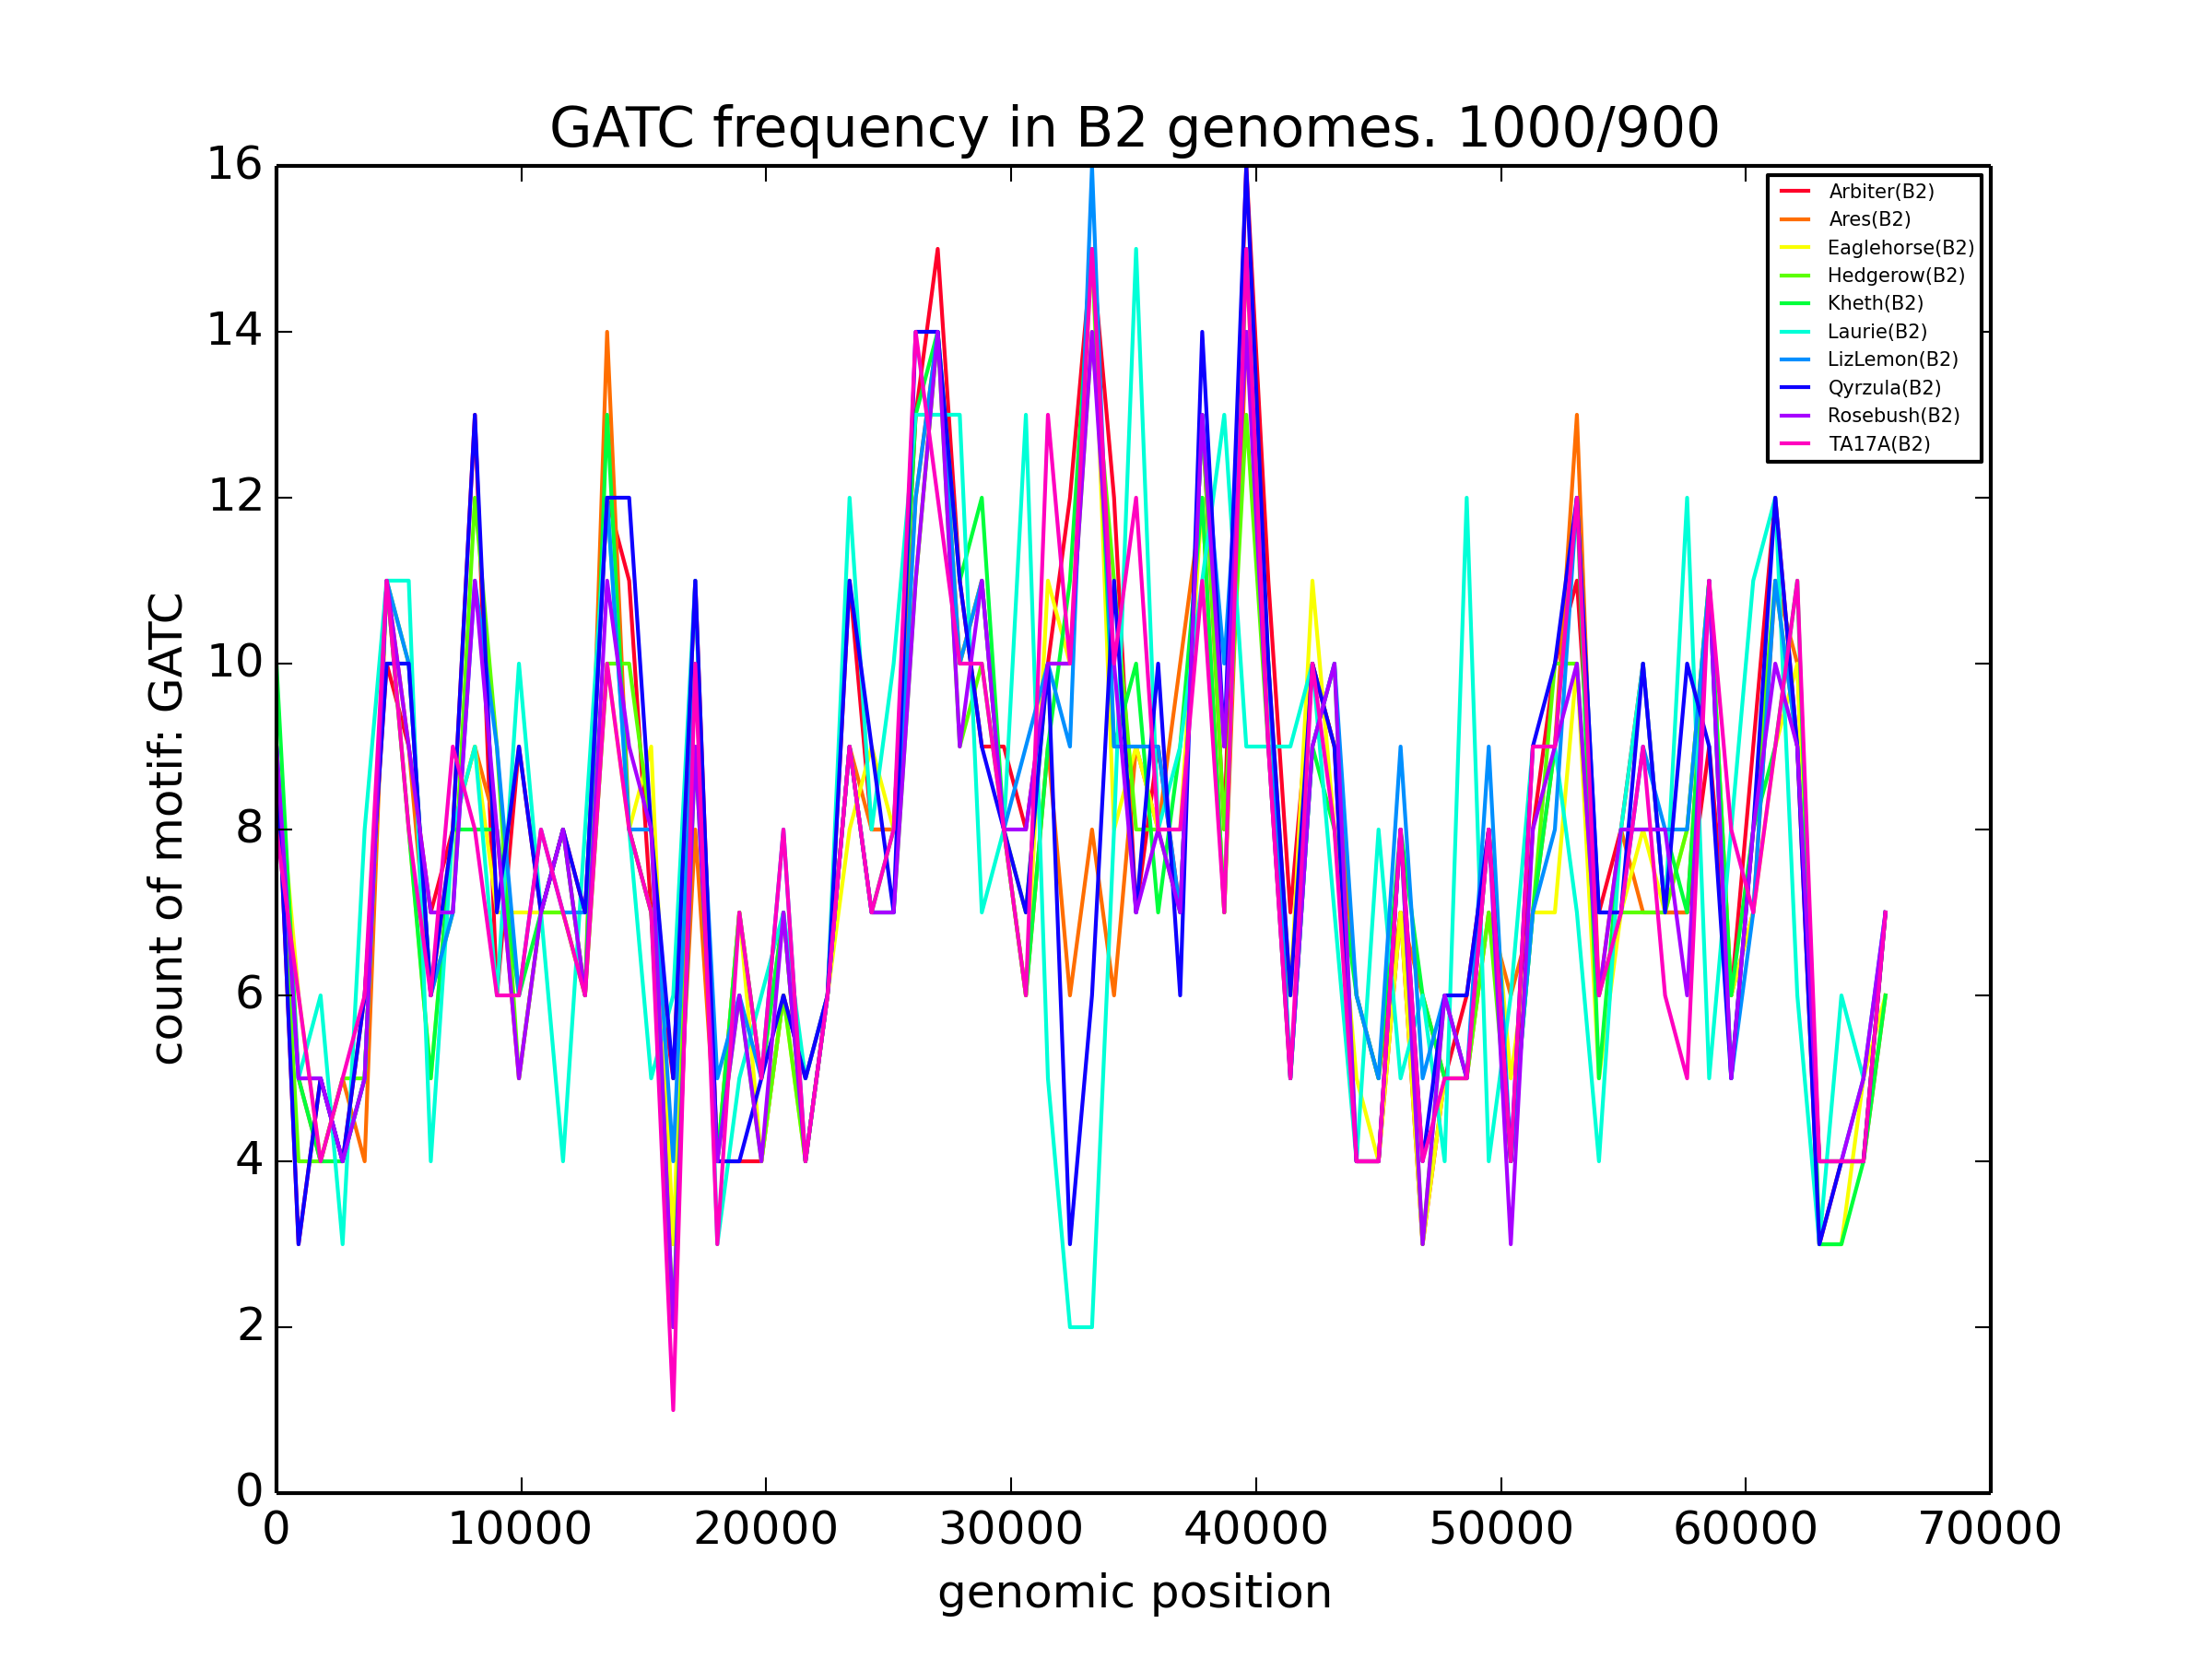 GATC frequency in B2 genomes. 1000/900
16
14
12
10
8
6
4
2
0
count of motif: GATC
Arbiter(B2)
Ares(B2)
Eaglehorse(B2)
Hedgerow(B2)
Kheth(B2)
Laurie(B2)
LizLemon(B2)
Qyrzula(B2)
Rosebush(B2)
TA17A(B2)
0 10000 20000 30000 40000 50000 60000 70000
genomic position